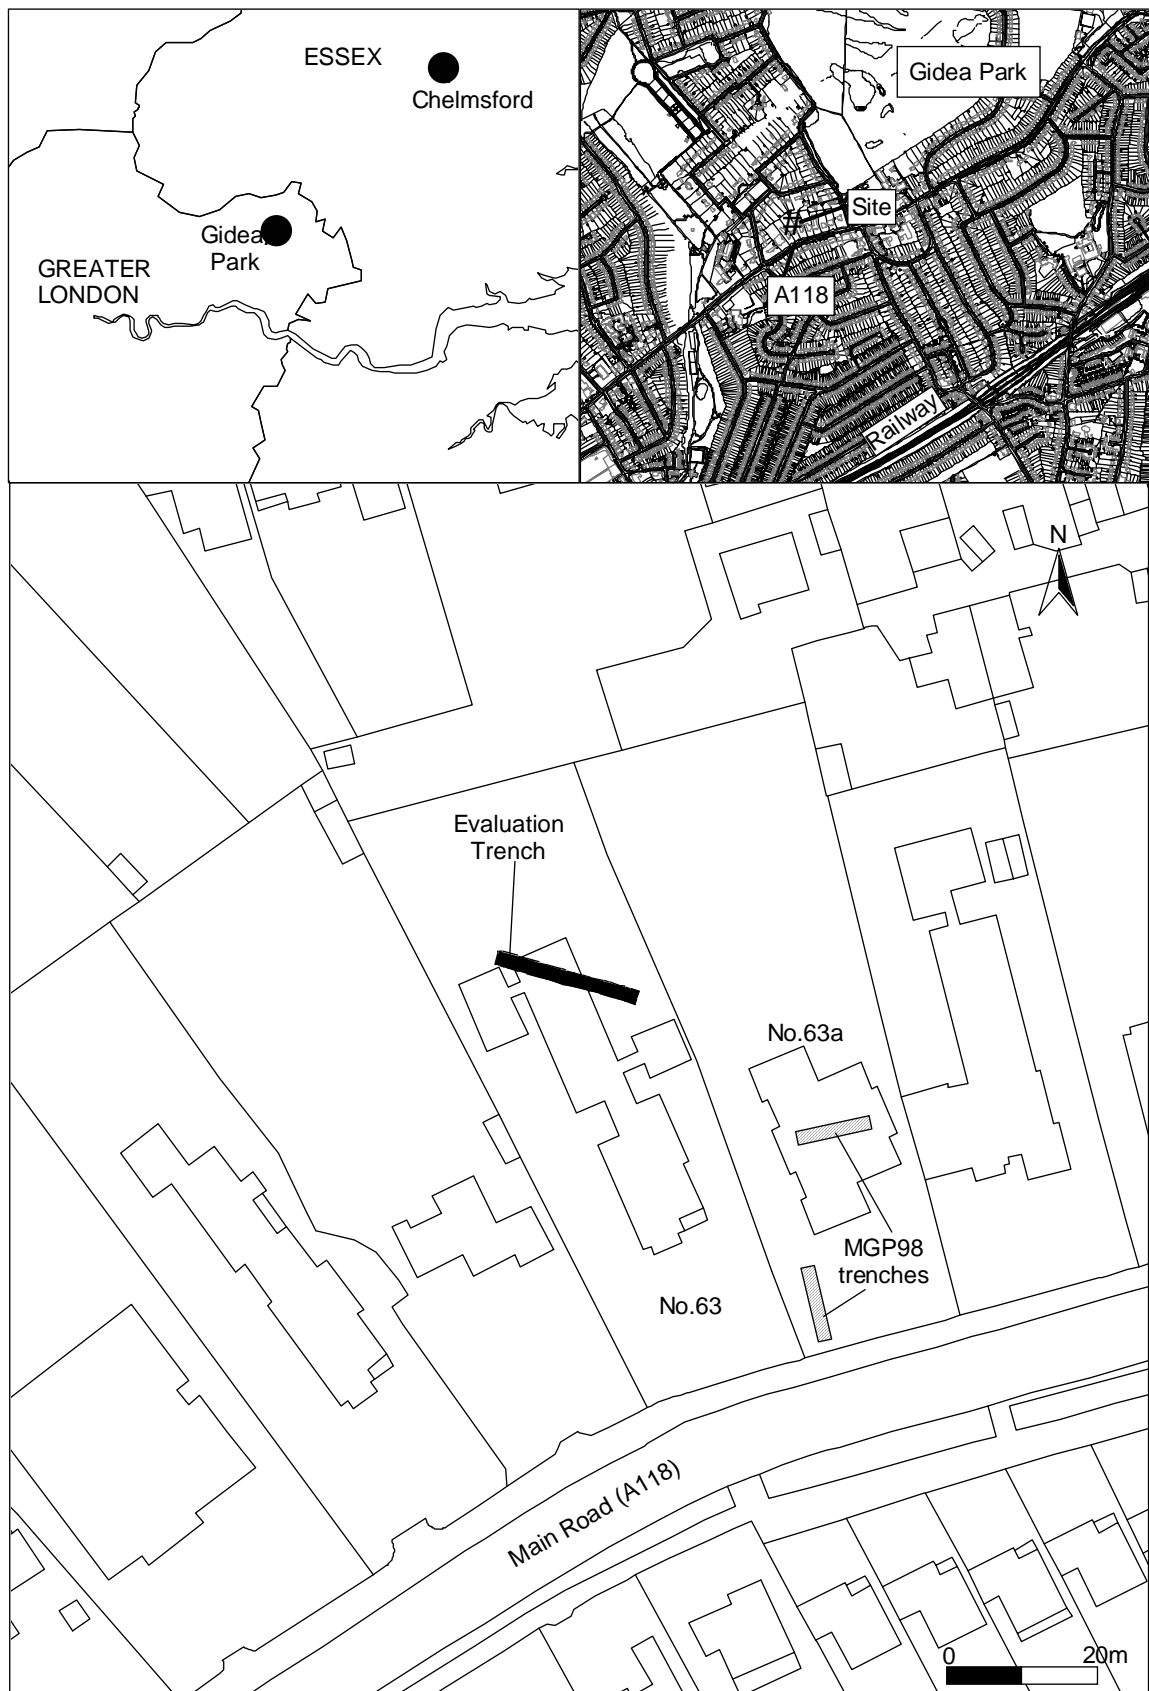 ESSEX
Chelmsford
Gidea
Park
GREATER
LONDON
Gidea Park
Site
A118
Railway
N
Evaluation
Trench
No.63a
MGP98
trenches
No.63
Main Road (A118)
0 20m